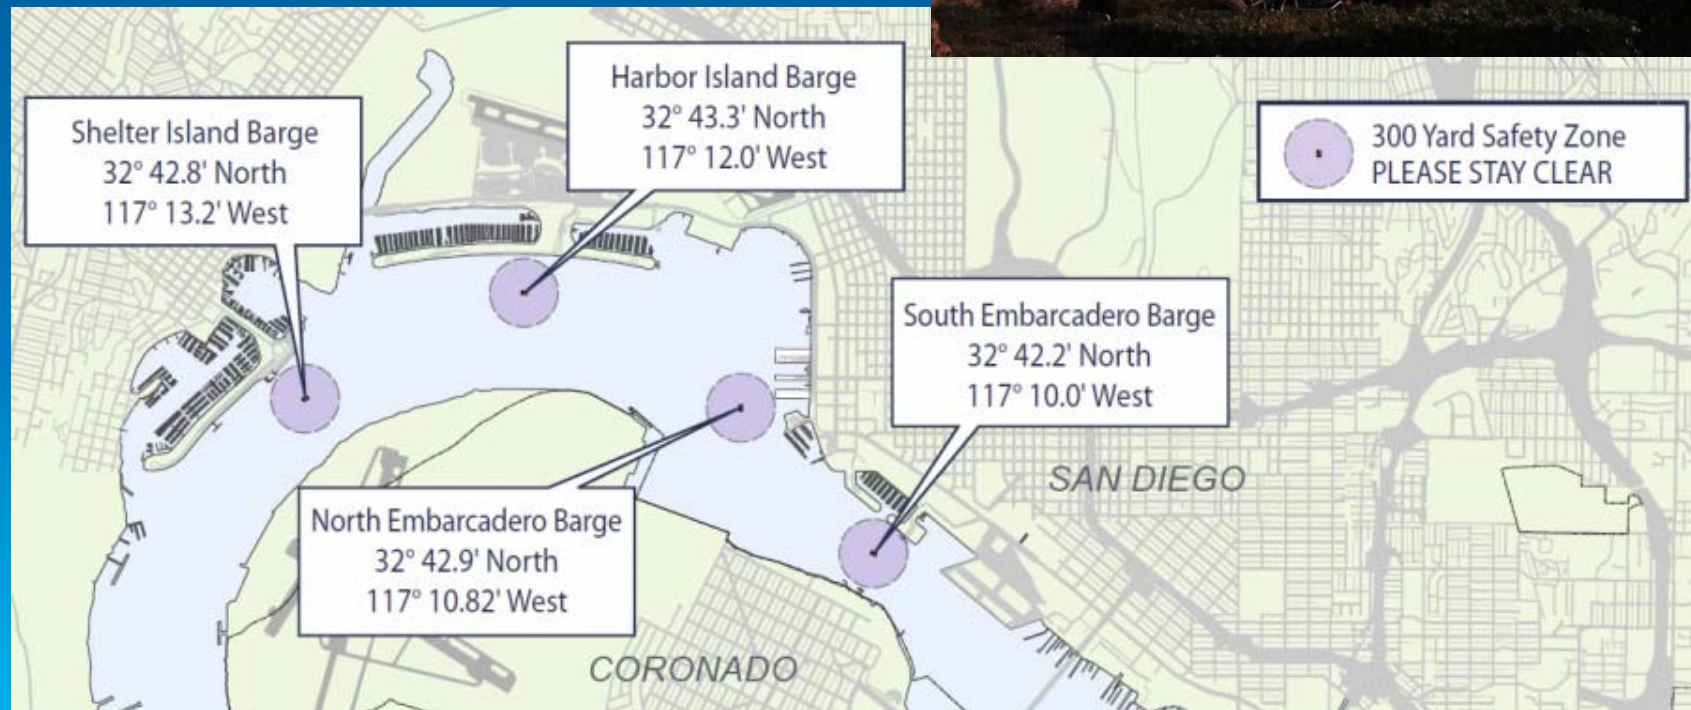 Harbor Island Barge
32° 43.3' North
117° 12.0' West
Shelter Island Barge
32° 42.8' North
117° 13.2' West
300 Yard Safety Zone
PLEASE STAY CLEAR
South Embarcadero Barge
32° 42.2' North
117° 10.0' West
SAN DIEGO
North Embarcadero Barge
32° 42.9' North
117° 10.82' West
CORONADO